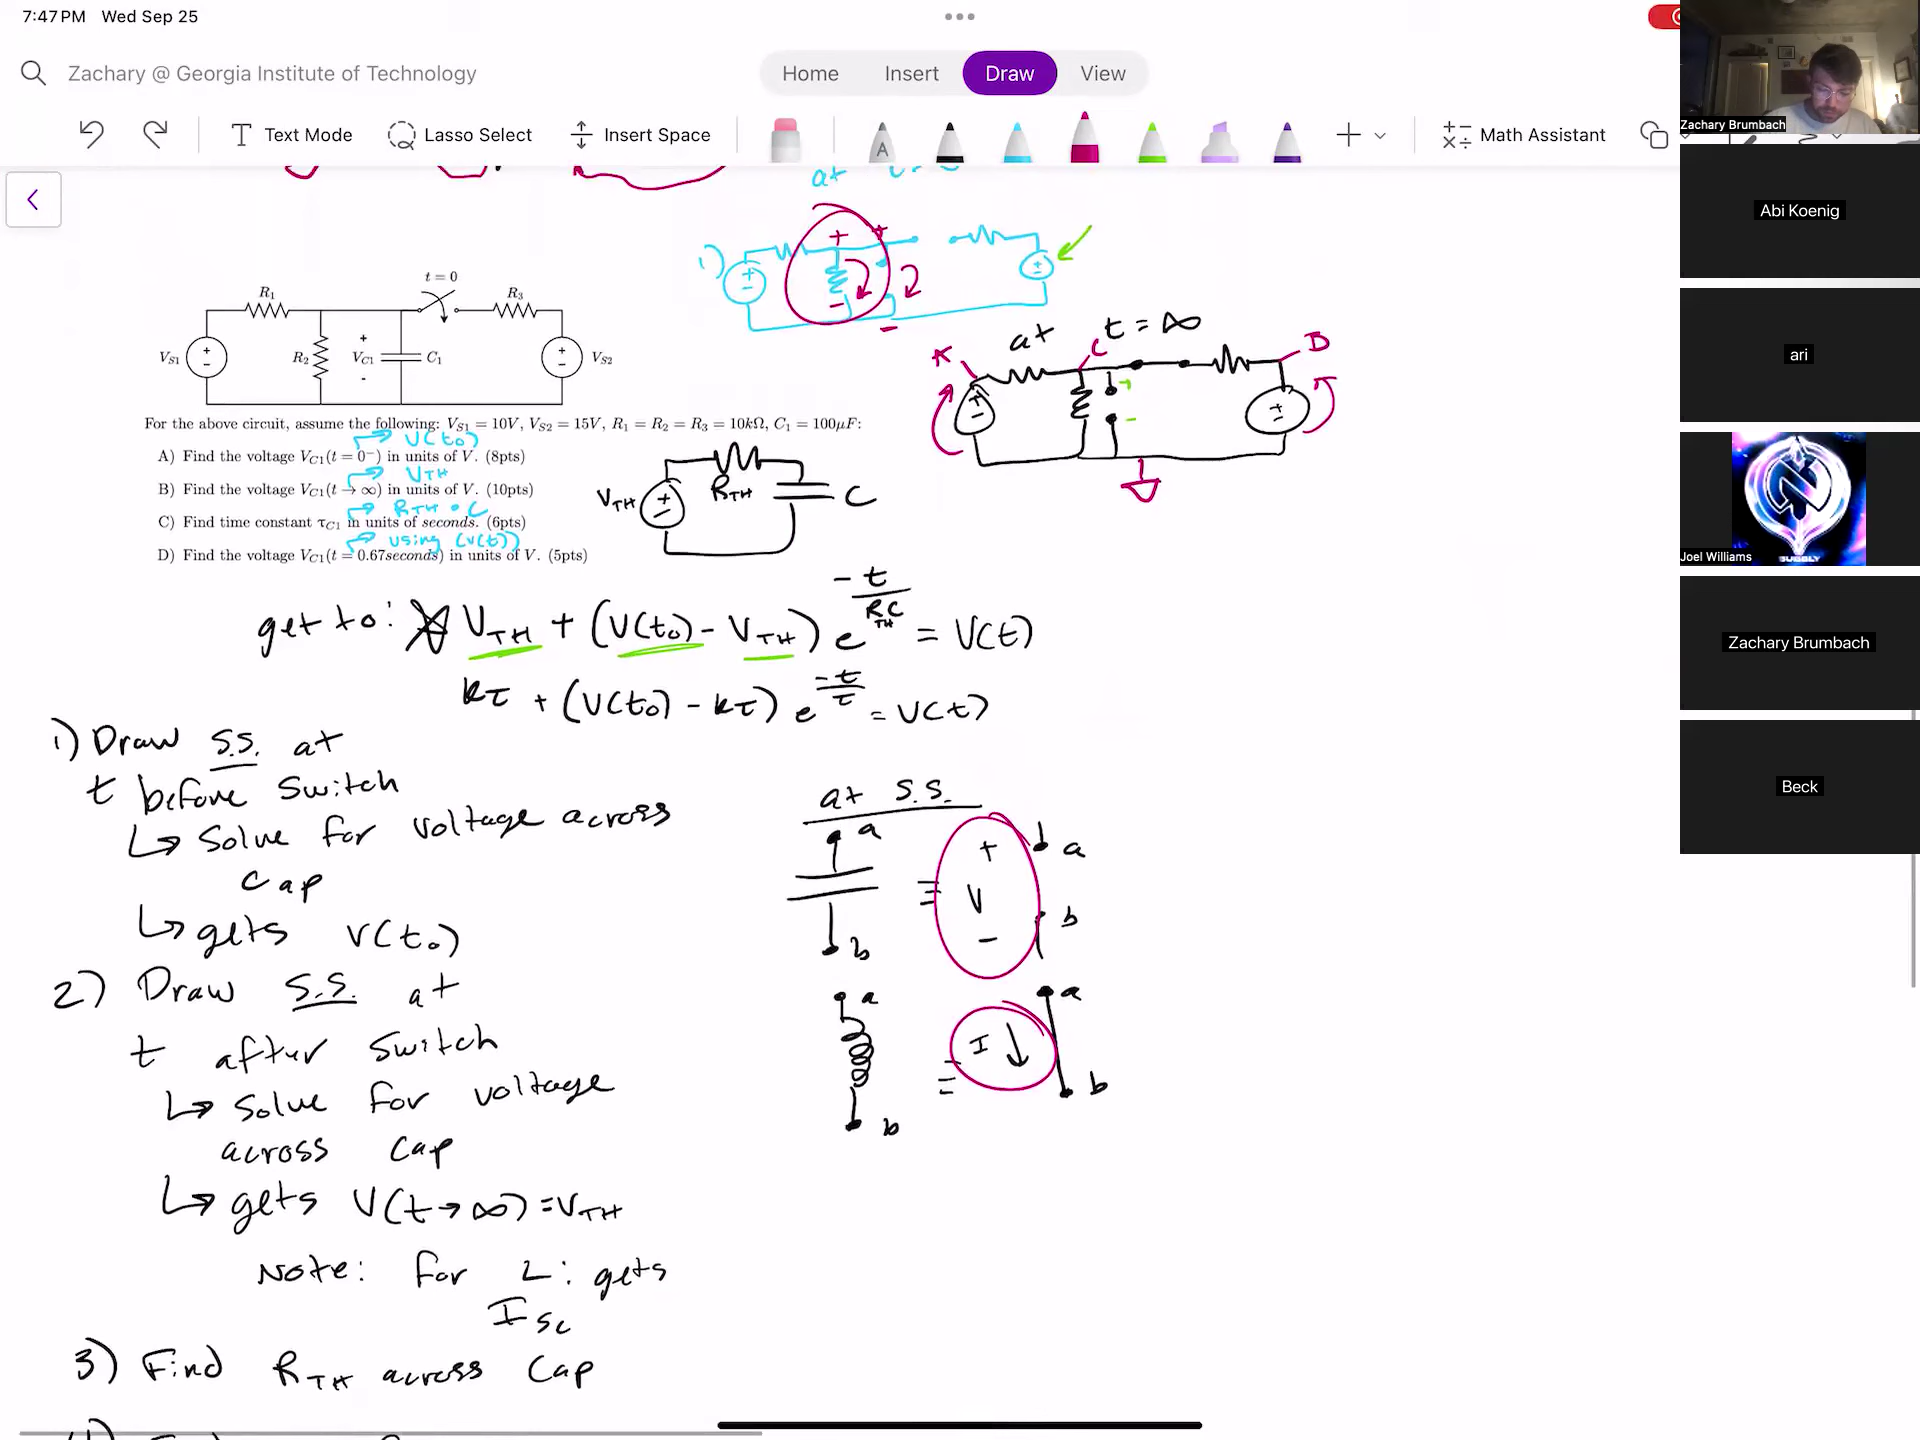 7:47 PM Wed Sep 25
Zachary @ Georgia Institute of Technology
Home Insert Draw View
Text Mode Lasso Select Insert Space A Math Assistant
at
1)
+ +
+ -
+ -
- -
at t = ∞
C D
+ -
+ -
t = 0
R1 R3
VS1 + - R2 + VC1 - C1 + - VS2
For the above circuit, assume the following: VS1 = 10V, VS2 = 15V, R1 = R2 = R3 = 10kΩ, C1 = 100μF:
V(t0)
A) Find the voltage VC1(t = 0⁻) in units of V. (8pts)
VTH
B) Find the voltage VC1(t → ∞) in units of V. (10pts)
RTH · C
C) Find time constant τC1 in units of seconds. (6pts)
using (V(t))
D) Find the voltage VC1(t = 0.67seconds) in units of V. (5pts)
VTH + - RTH C
get to: VTH + (V(t0) - VTH) e^(-t/(RTH C)) = V(t)
kτ + (V(t0) - kτ) e^(-t/τ) = V(t)
1) Draw S.S. at
t before switch
↳ Solve for voltage across
cap
↳ gets V(t0)
2) Draw S.S. at
t after switch
↳ Solve for voltage
across cap
↳ gets V(t→∞) = VTH
Note: for L: gets
ISC
3) Find RTH across Cap
at S.S.
a
b
≡
+
V
-
a
b
a
b
≡
I ↓
a
b
Zachary Brumbach
Abi Koenig
ari
Joel Williams
Zachary Brumbach
Beck